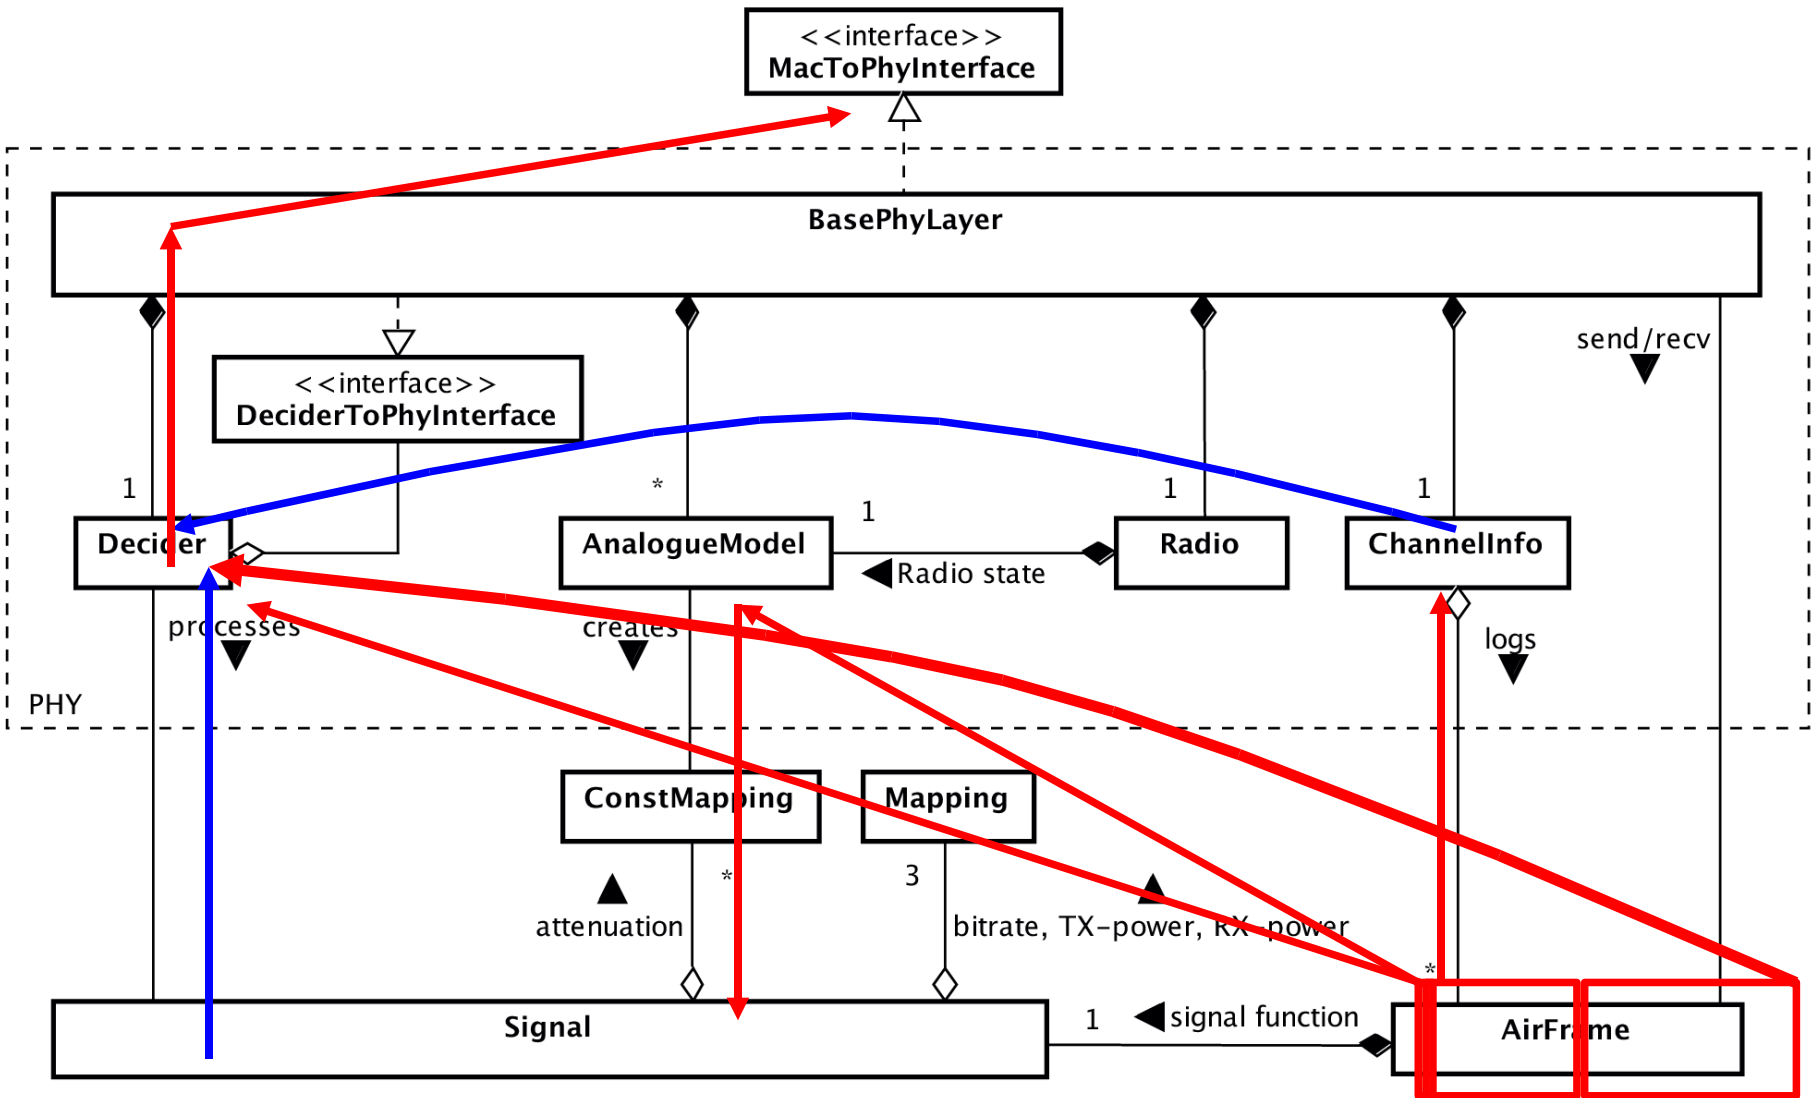 <<interface>>
MacToPhyInterface
BasePhyLayer
send/recv
<<interface>>
DeciderToPhyInterface
1
*
1
1
1
Decider
AnalogueModel
Radio
ChannelInfo
Radio state
processes
creates
logs
PHY
ConstMapping
Mapping
*
3
attenuation
bitrate, TX-power, RX-power
*
Signal
1
signal function
AirFrame